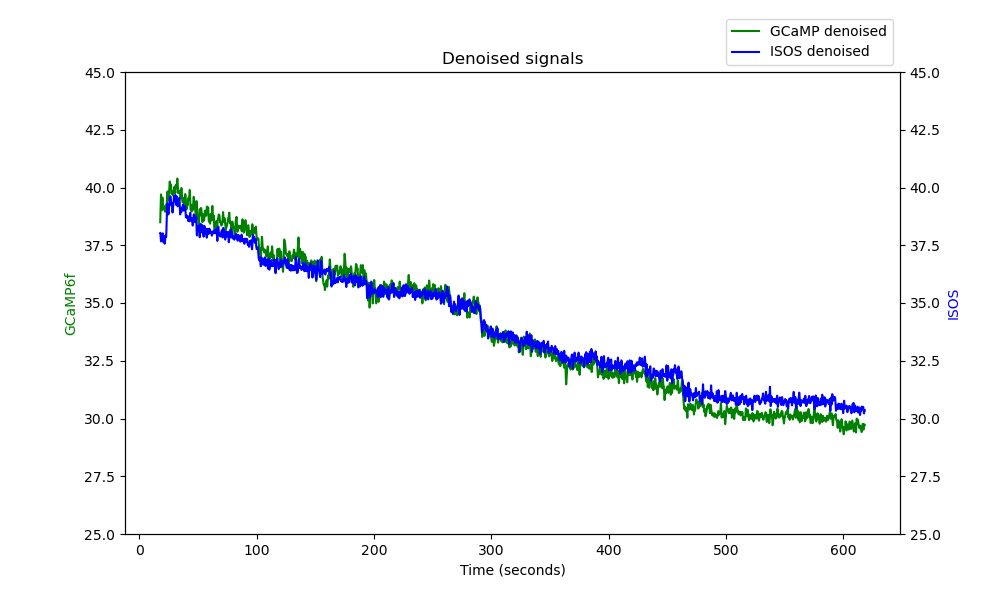 GCaMP denoised
ISOS denoised
Denoised signals
45.0
42.5
40.0
37.5
35.0
32.5
30.0
27.5
25.0
GCaMP6f
45.0
42.5
40.0
37.5
35.0
32.5
30.0
27.5
25.0
ISOS
0 100 200 300 400 500 600
Time (seconds)